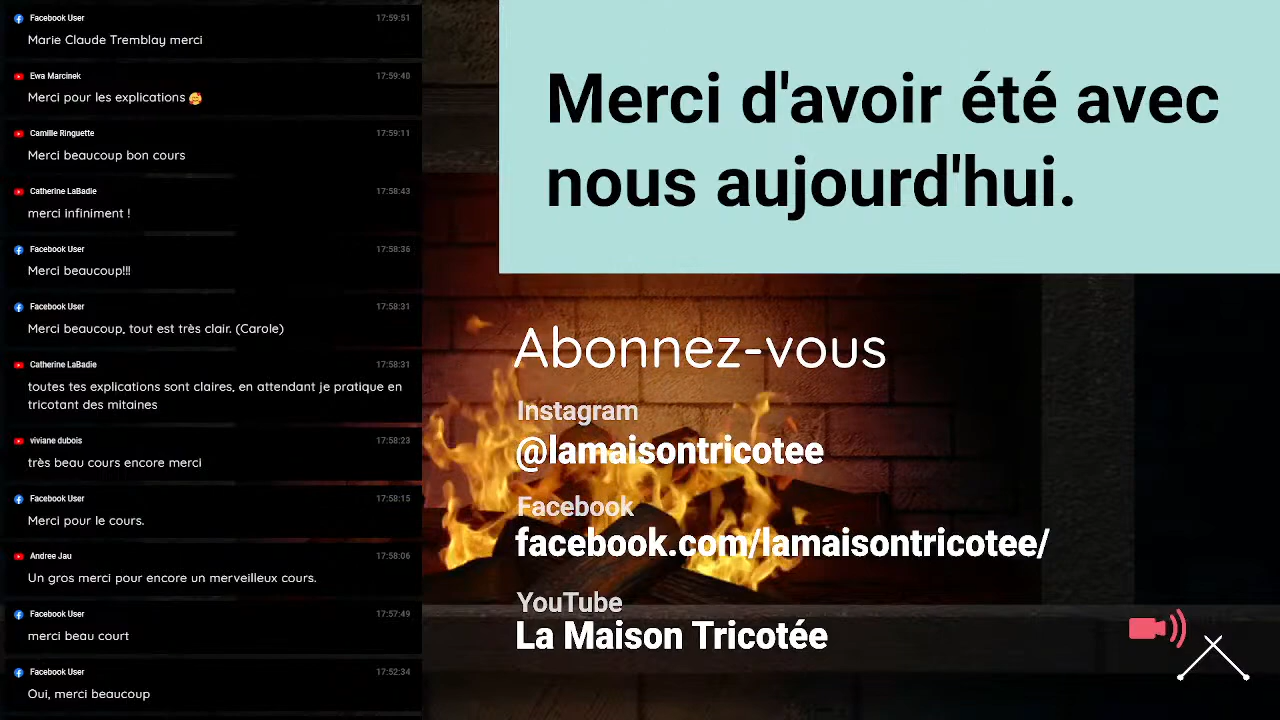 Facebook User 17:59:51
Marie Claude Tremblay merci
Ewa Marcinek 17:59:40
Merci pour les explications 🥰
Camille Ringuette 17:59:11
Merci beaucoup bon cours
Catherine LaBadie 17:58:43
merci infiniment !
Facebook User 17:58:36
Merci beaucoup!!!
Facebook User 17:58:31
Merci beaucoup, tout est très clair. (Carole)
Catherine LaBadie 17:58:31
toutes tes explications sont claires, en attendant je pratique en
tricotant des mitaines
viviane dubois 17:58:23
très beau cours encore merci
Facebook User 17:58:15
Merci pour le cours.
Andree Jau 17:58:06
Un gros merci pour encore un merveilleux cours.
Facebook User 17:57:49
merci beau court
Facebook User 17:52:34
Oui, merci beaucoup
Merci d'avoir été avec
nous aujourd'hui.
Abonnez-vous
Instagram
@lamaisontricotee
Facebook
facebook.com/lamaisontricotee/
YouTube
La Maison Tricotée